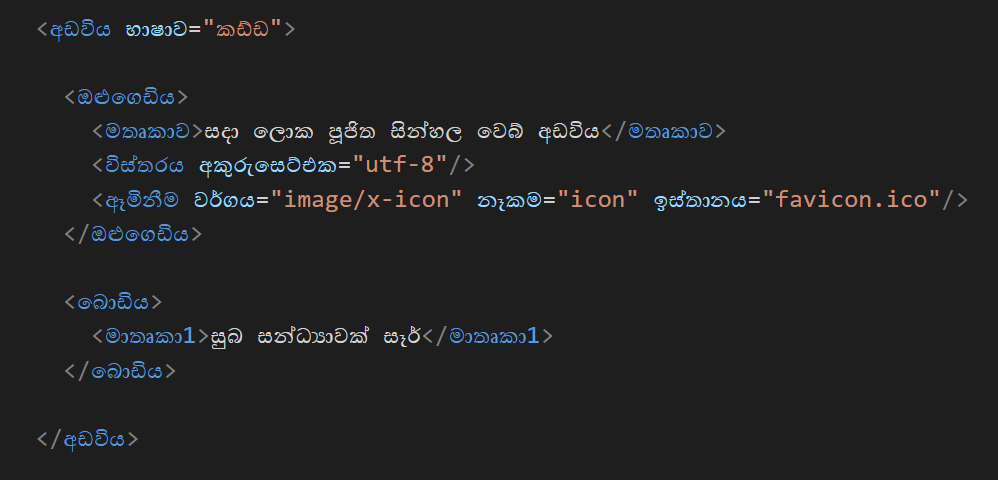 <අඩවිය භාෂාව="කඩ්ඩ">
<ඔළුගෙඩිය>
<මතෘකාව>සදා ලොක පූජිත සින්හල වෙබ් අඩවිය</මතෘකාව>
<විස්තරය අකුරුසෙට්එක="utf-8"/>
<ඇමිනීම වර්ගය="image/x-icon" නෑකම="icon" ඉස්තානය="favicon.ico"/>
</ඔළුගෙඩිය>
<බොඩිය>
<මාතෘකා1>සුබ සන්ධ්‍යාවක් සෑර්</මාතෘකා1>
</බොඩිය>
</අඩවිය>